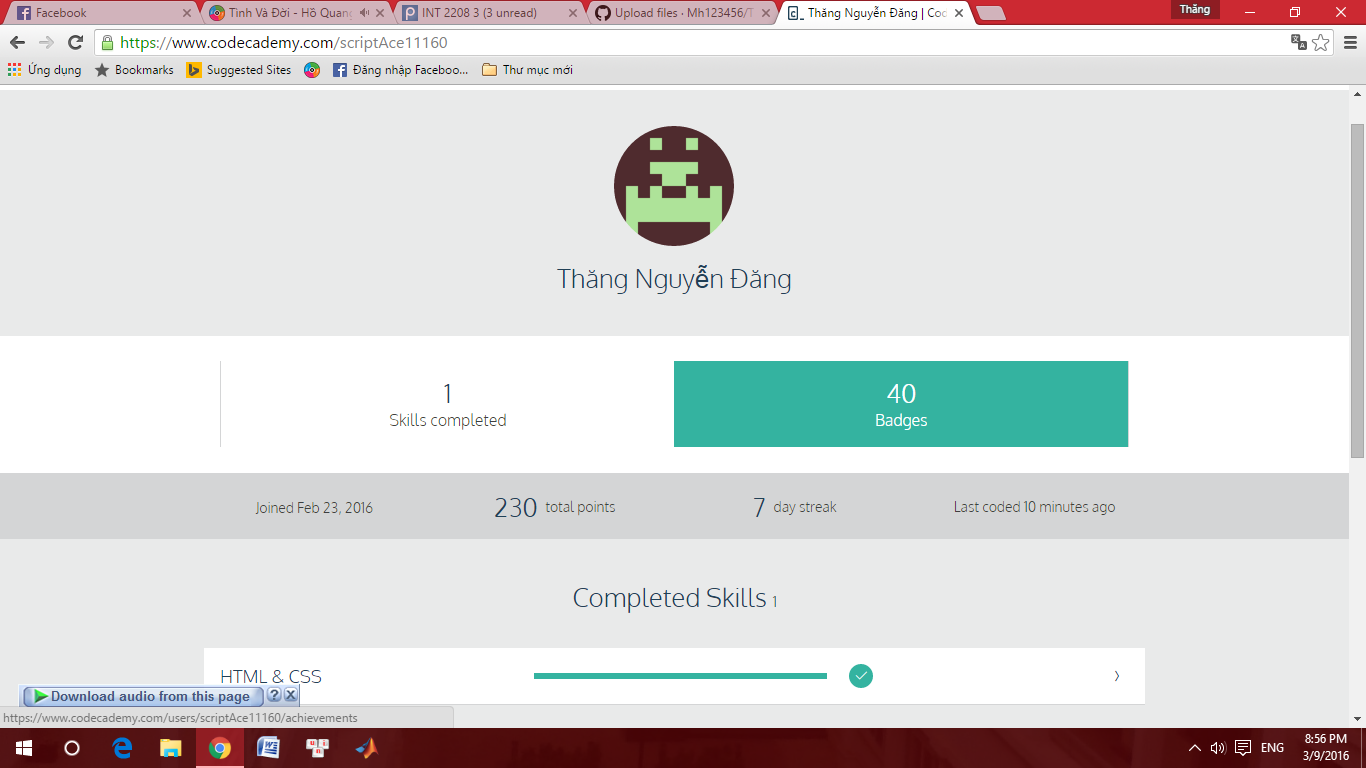 Facebook
Tình Và Đời - Hồ Quang
INT 2208 3 (3 unread)
Upload files · Mh123456/T
Thăng Nguyễn Đăng | Cod
Thăng
https://www.codecademy.com/scriptAce11160
Ứng dụng
Bookmarks
Suggested Sites
Đăng nhập Faceboo...
Thư mục mới
Thăng Nguyễn Đăng
1
Skills completed
40
Badges
Joined Feb 23, 2016
230 total points
7 day streak
Last coded 10 minutes ago
Completed Skills 1
HTML & CSS
Download audio from this page
https://www.codecademy.com/users/scriptAce11160/achievements
ENG
8:56 PM
3/9/2016